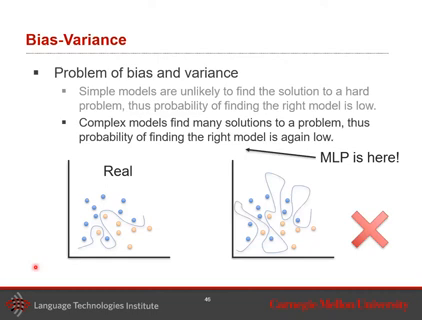 Bias-Variance
Problem of bias and variance
Simple models are unlikely to find the solution to a hard
problem, thus probability of finding the right model is low.
Complex models find many solutions to a problem, thus
probability of finding the right model is again low.
MLP is here!
Real
46
Language Technologies Institute
Carnegie Mellon University